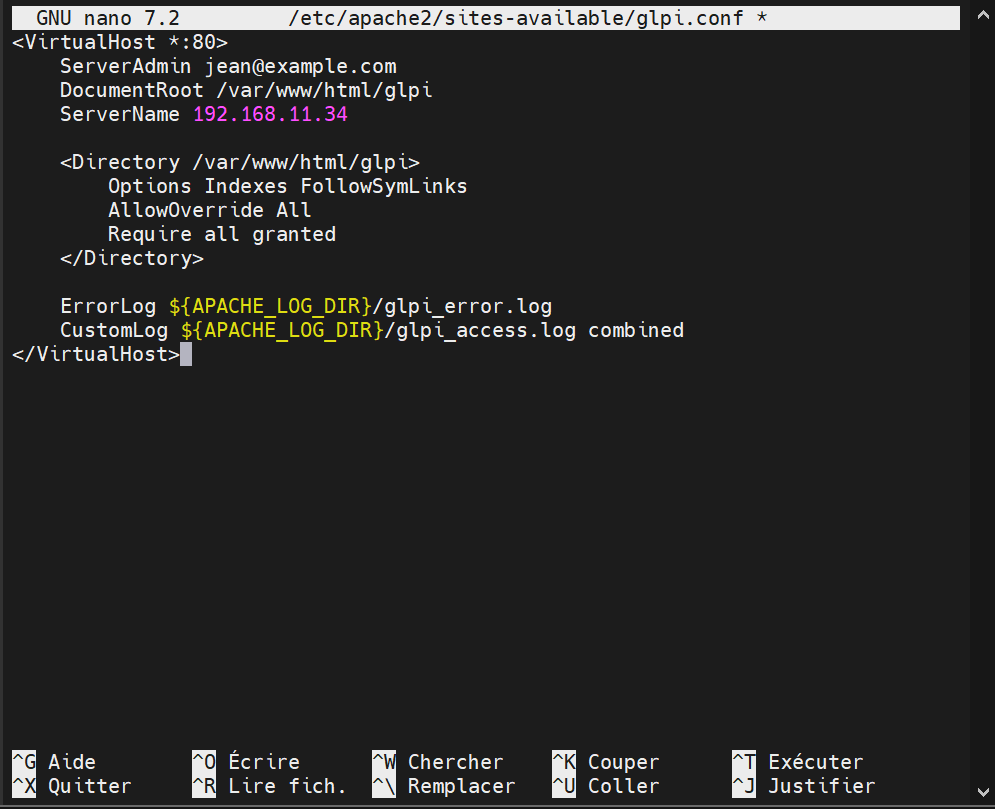 GNU nano 7.2 /etc/apache2/sites-available/glpi.conf *
<VirtualHost *:80>
    ServerAdmin jean@example.com
    DocumentRoot /var/www/html/glpi
    ServerName 192.168.11.34

    <Directory /var/www/html/glpi>
        Options Indexes FollowSymLinks
        AllowOverride All
        Require all granted
    </Directory>

    ErrorLog ${APACHE_LOG_DIR}/glpi_error.log
    CustomLog ${APACHE_LOG_DIR}/glpi_access.log combined
</VirtualHost>

^G Aide ^O Écrire ^W Chercher ^K Couper ^T Exécuter
^X Quitter ^R Lire fich. ^\ Remplacer ^U Coller ^J Justifier